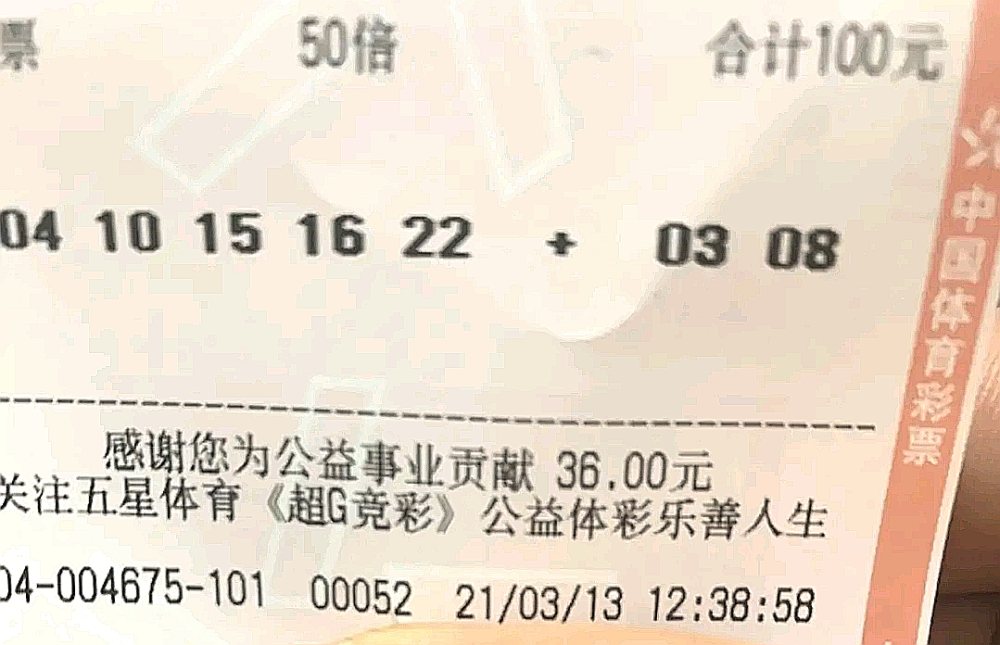 票 50倍 合计100元
04 10 15 16 22 + 03 08
感谢您为公益事业贡献 36.00元
关注五星体育《超G竞彩》公益体彩乐善人生
04-004675-101 00052 21/03/13 12:38:58
中国体育彩票